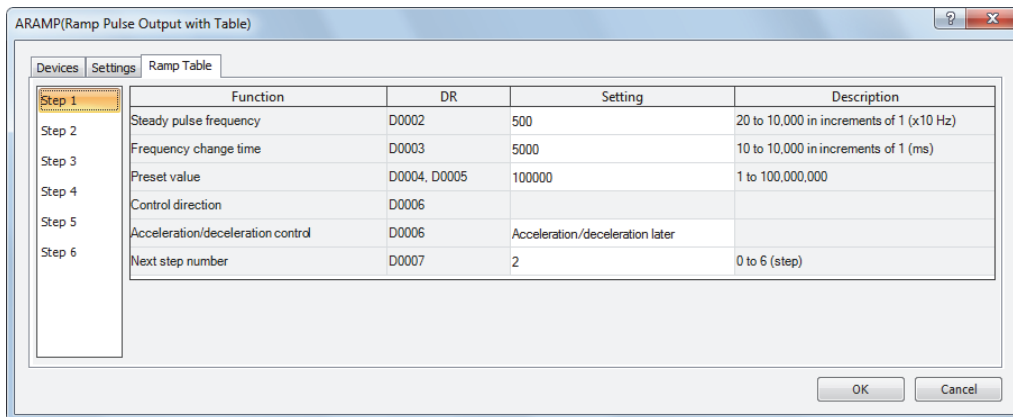 ARAMP(Ramp Pulse Output with Table)
Devices Settings Ramp Table
Step 1
Step 2
Step 3
Step 4
Step 5
Step 6
Function DR Setting Description
Steady pulse frequency D0002 500 20 to 10,000 in increments of 1 (x10 Hz)
Frequency change time D0003 5000 10 to 10,000 in increments of 1 (ms)
Preset value D0004, D0005 100000 1 to 100,000,000
Control direction D0006
Acceleration/deceleration control D0006 Acceleration/deceleration later
Next step number D0007 2 0 to 6 (step)
OK Cancel